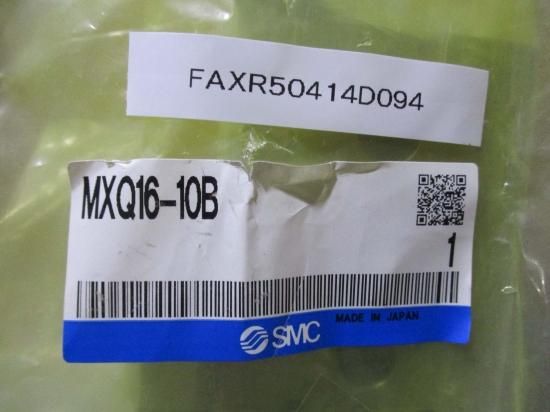 FAXR50414D094
MXQ16-10B
1
MADE IN JAPAN
SMC